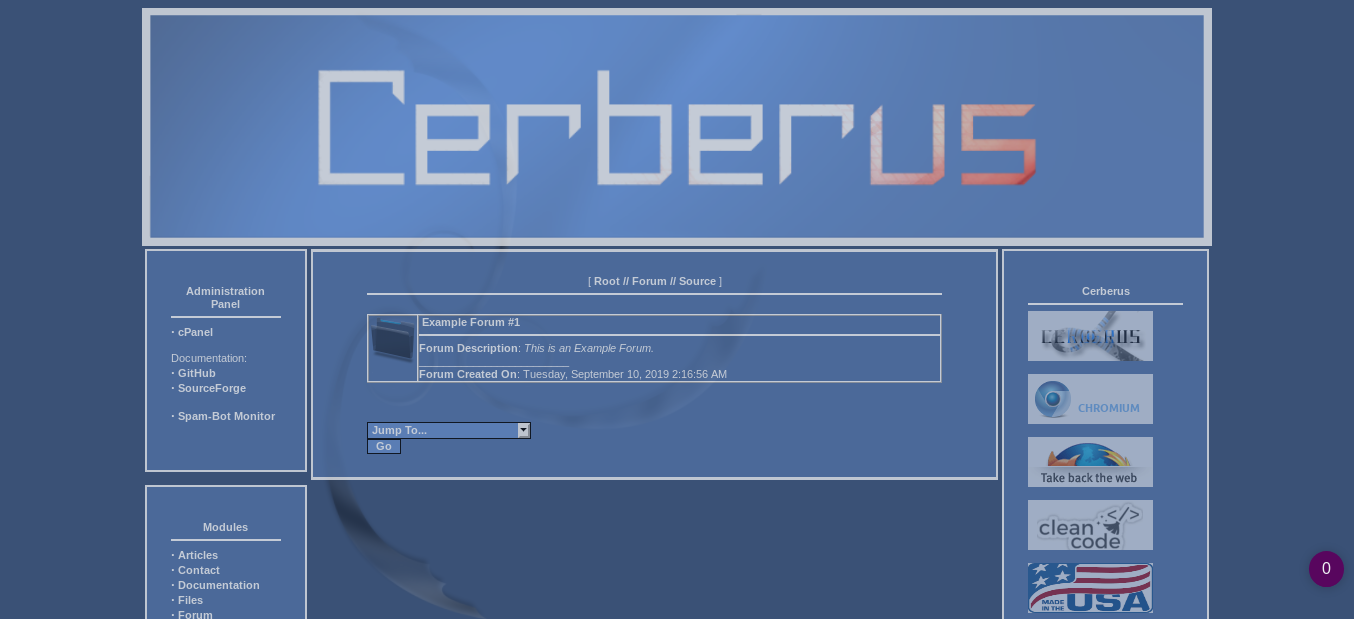 Cerberus
Administration
Panel
· cPanel
Documentation:
· GitHub
· SourceForge
· Spam-Bot Monitor
Modules
· Articles
· Contact
· Documentation
· Files
· Forum
[ Root // Forum // Source ]
Example Forum #1
Forum Description: This is an Example Forum.
Forum Created On: Tuesday, September 10, 2019 2:16:56 AM
Jump To...
Go
Cerberus
CERBERUS
CHROMIUM
Take back the web
clean </>
code
MADE
IN THE
USA
0